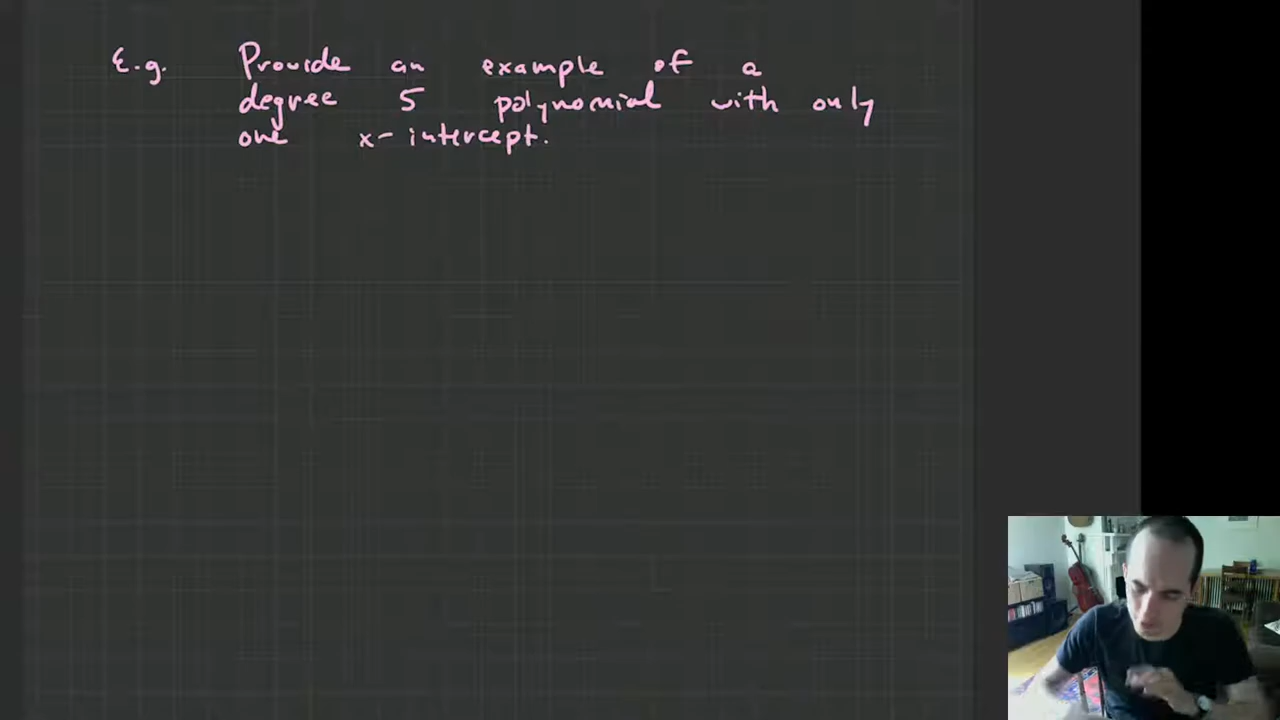 E.g. Provide an example of a
degree 5 polynomial with only
one x-intercept.